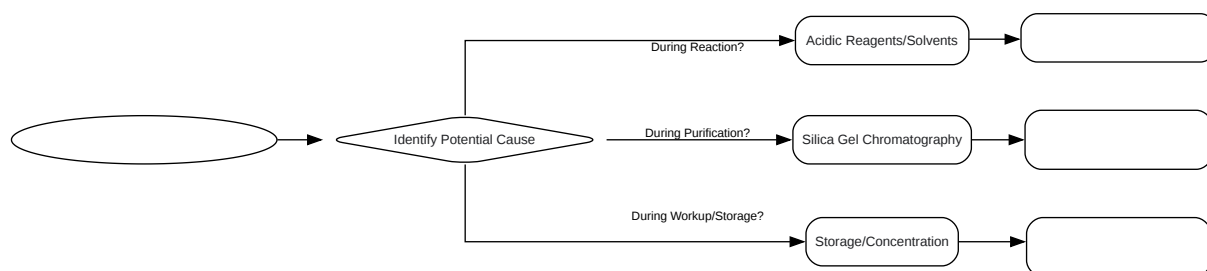 During Reaction?
Acidic Reagents/Solvents
Identify Potential Cause
During Purification?
Silica Gel Chromatography
During Workup/Storage?
Storage/Concentration